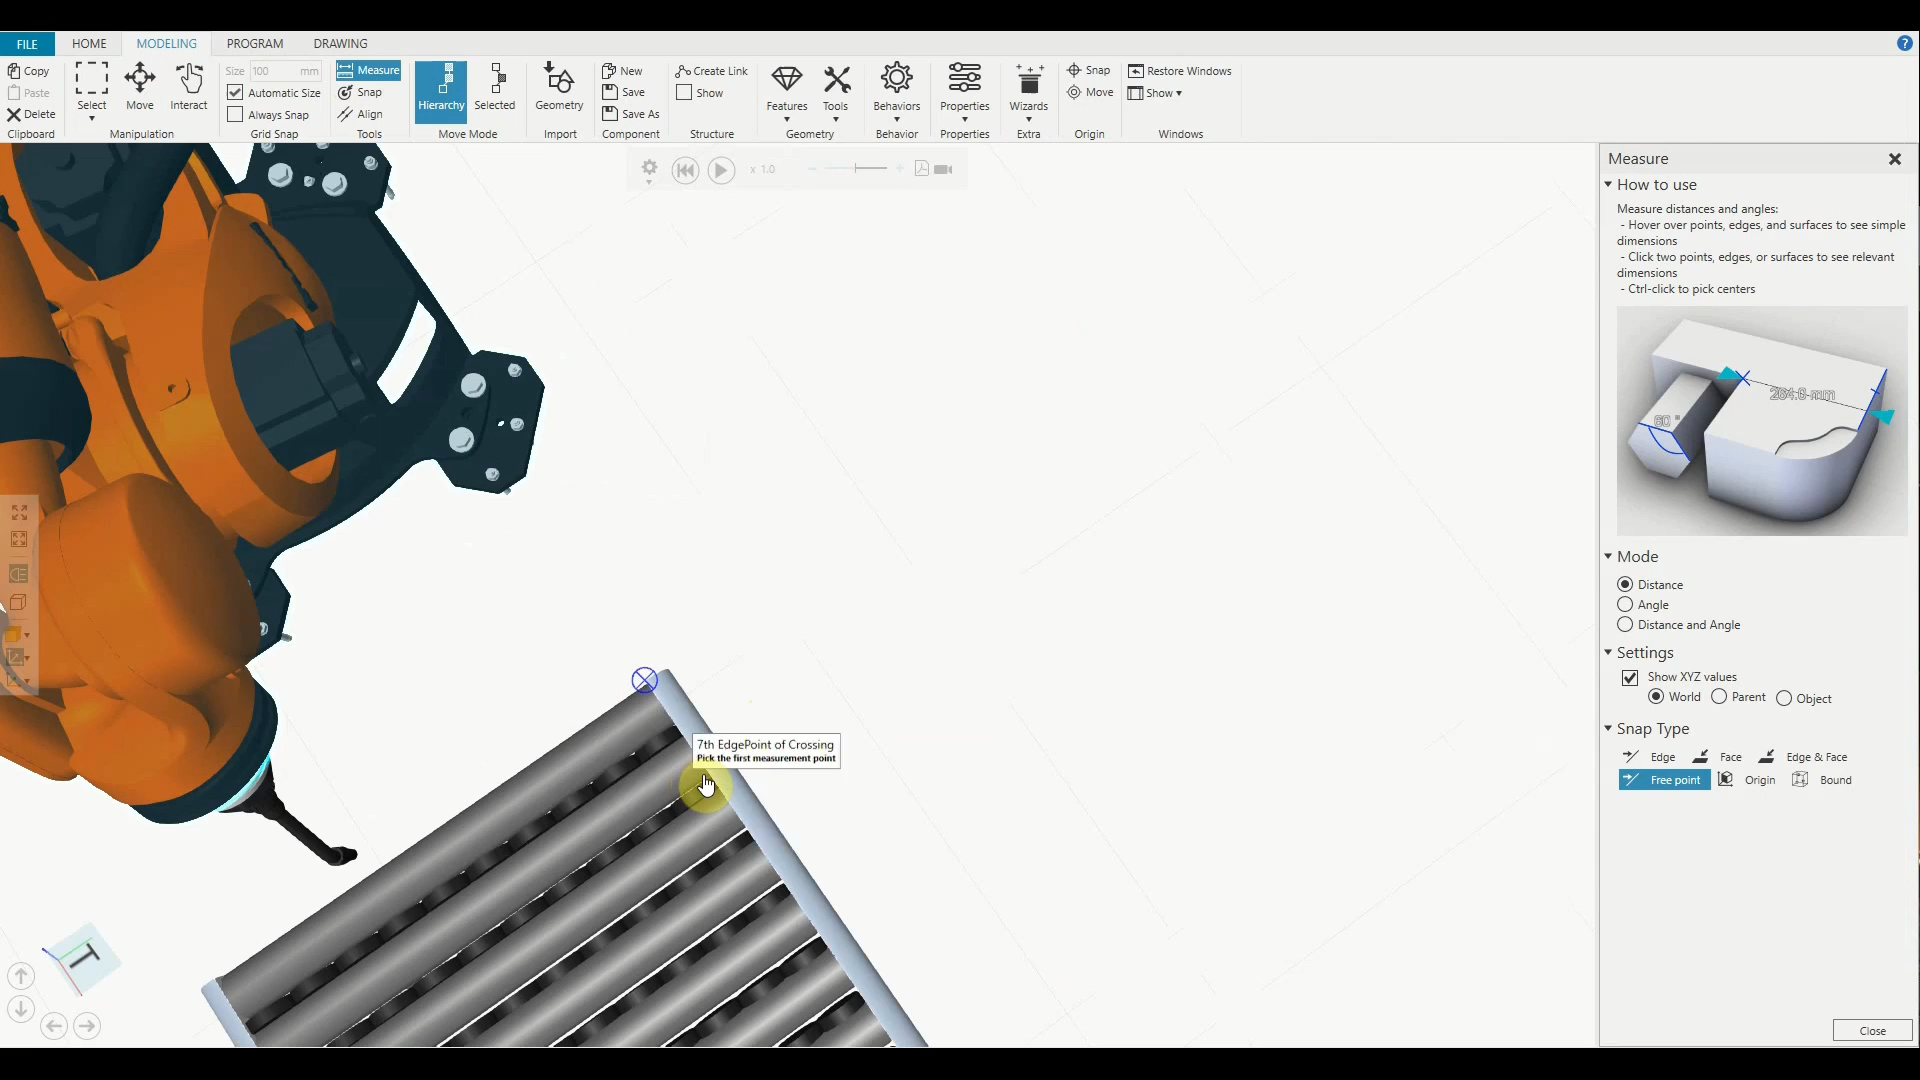 FILE HOME MODELING PROGRAM DRAWING ?
Copy
Paste
Delete
Clipboard
Select Move Interact
Manipulation
Size 100 mm
Automatic Size
Always Snap
Grid Snap
Measure
Snap
Align
Tools
Hierarchy Selected
Move Mode
Geometry
Import
New
Save
Save As
Component
Create Link
Show
Structure
Features Tools
Geometry
Behaviors
Behavior
Properties
Properties
Wizards
Extra
Snap
Move
Origin
Restore Windows
Show
Windows
x 1.0
7th EdgePoint of Crossing
Pick the first measurement point
T
Measure
How to use
Measure distances and angles:
- Hover over points, edges, and surfaces to see simple
dimensions
- Click two points, edges, or surfaces to see relevant
dimensions
- Ctrl-click to pick centers
264.0 mm
60 °
Mode
Distance
Angle
Distance and Angle
Settings
Show XYZ values
World Parent Object
Snap Type
Edge Face Edge & Face
Free point Origin Bound
Close